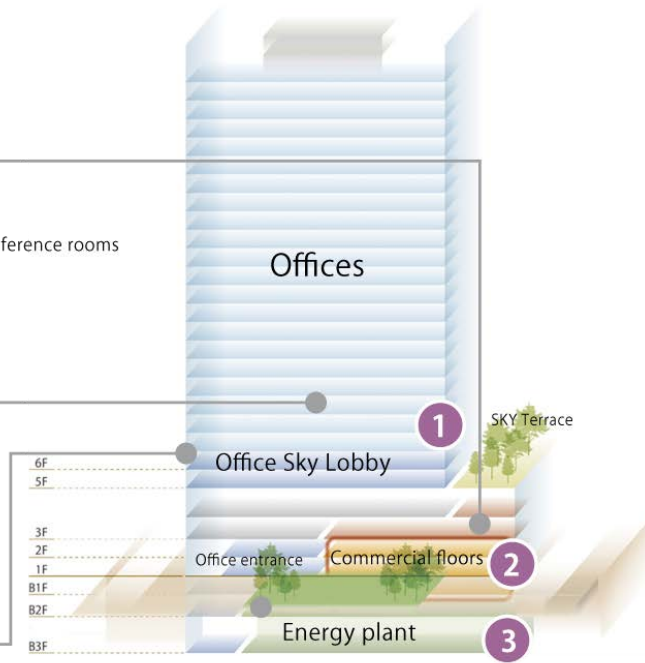 ference rooms
Offices
1
SKY Terrace
Office Sky Lobby
6F
5F
3F
2F
Office entrance
Commercial floors
2
1F
B1F
B2F
Energy plant
3
B3F